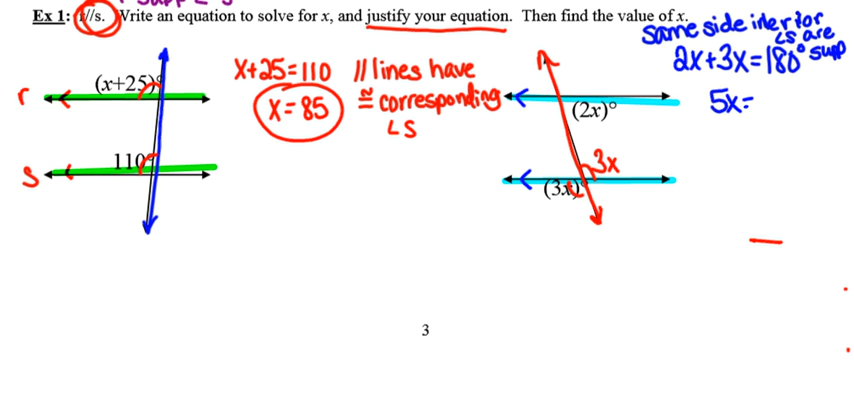 Ex 1: r//s. Write an equation to solve for x, and justify your equation. Then find the value of x.
r
(x+25)°
s
110
x+25=110 // lines have
x=85 ≅ corresponding
∠s
(2x)°
3x
(3x)°
same side interior
∠s are
2x+3x=180° supp
5x=
3